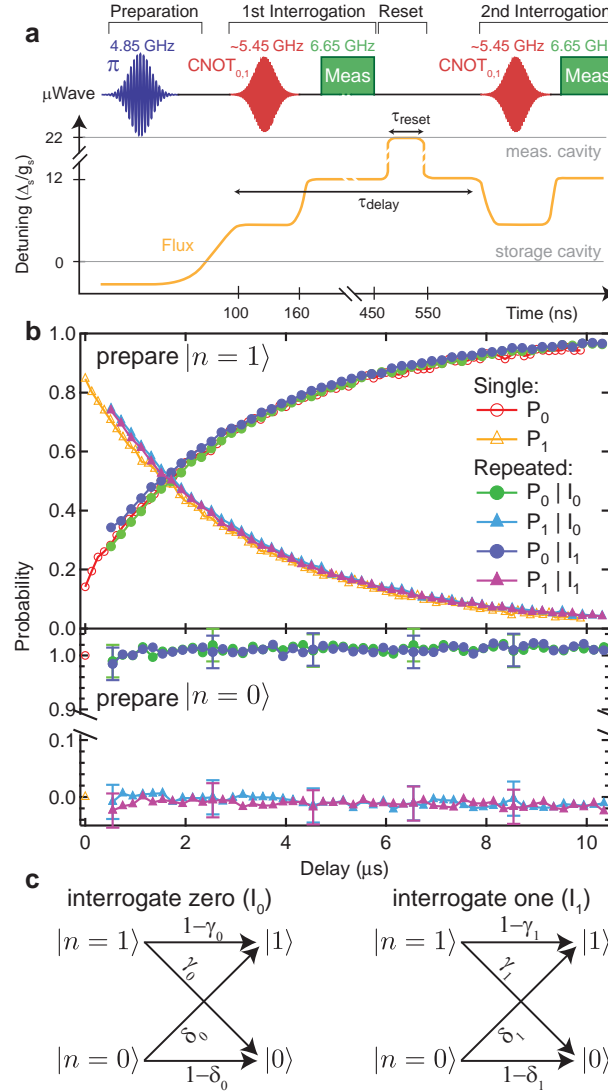 a
Preparation 1st Interrogation Reset 2nd Interrogation
4.85 GHz ~5.45 GHz 6.65 GHz ~5.45 GHz 6.65 GHz
π CNOT0,1 Meas CNOT0,1 Meas
μWave
22 τreset meas. cavity
12 τdelay
Flux
0 storage cavity
Detuning (Δs/gs)
100 160 450 550 Time (ns)
b
1.0 prepare |n = 1⟩
0.8
0.6
0.4
0.2
0.0
Single:
P0
P1
Repeated:
P0 | I0
P1 | I0
P0 | I1
P1 | I1
Probability
1.0
prepare |n = 0⟩
0.9
0.1
0.0
0 2 4 6 8 10
Delay (μs)
c
interrogate zero (I0) interrogate one (I1)
|n = 1⟩ 1−γ0 |1⟩ |n = 1⟩ 1−γ1 |1⟩
γ0 γ1
δ0 δ1
|n = 0⟩ 1−δ0 |0⟩ |n = 0⟩ 1−δ1 |0⟩